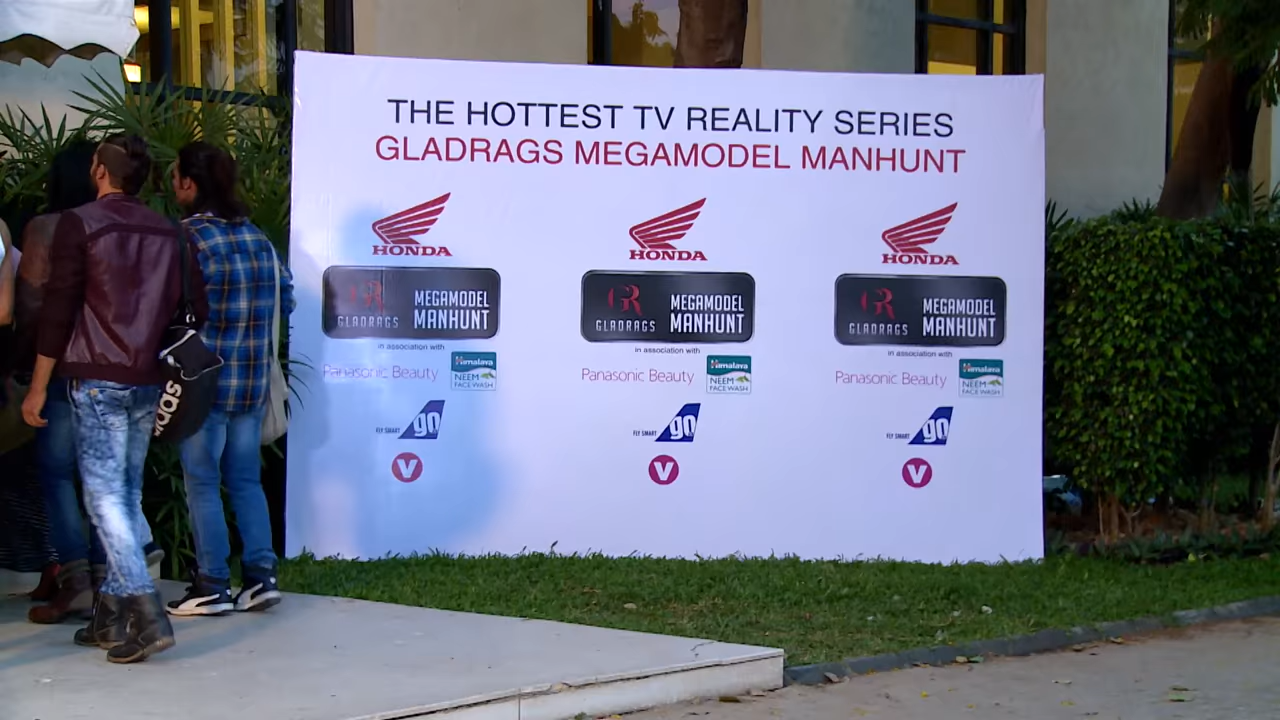 THE HOTTEST TV REALITY SERIES
GLADRAGS MEGAMODEL MANHUNT
HONDA
HONDA
HONDA
GR
GLADRAGS
MEGAMODEL
MANHUNT
GR
GLADRAGS
MEGAMODEL
MANHUNT
GR
GLADRAGS
MEGAMODEL
MANHUNT
in association with
in association with
in association with
Panasonic Beauty
Himalaya
NEEM
FACE WASH
Panasonic Beauty
Himalaya
NEEM
FACE WASH
Panasonic Beauty
Himalaya
NEEM
FACE WASH
FLY SMART
go
FLY SMART
go
FLY SMART
go
V
V
V
adidas